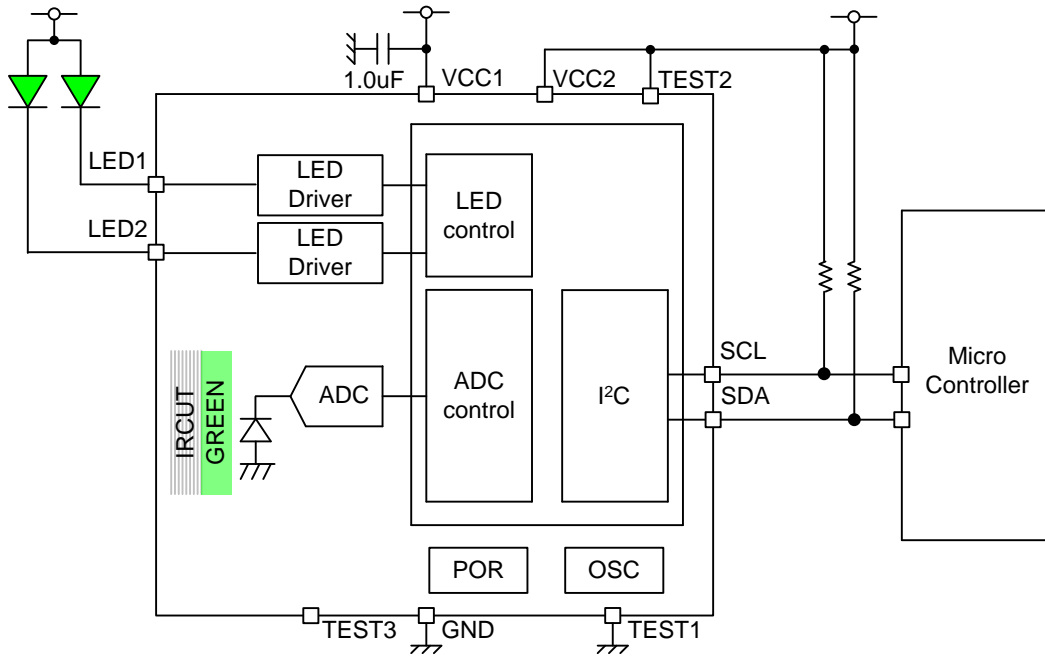 1.0uF
VCC1
VCC2
TEST2
LED1
LED
Driver
LED
control
LED2
LED
Driver
IRCUT
GREEN
ADC
ADC
control
I²C
SCL
SDA
Micro
Controller
POR
OSC
TEST3
GND
TEST1